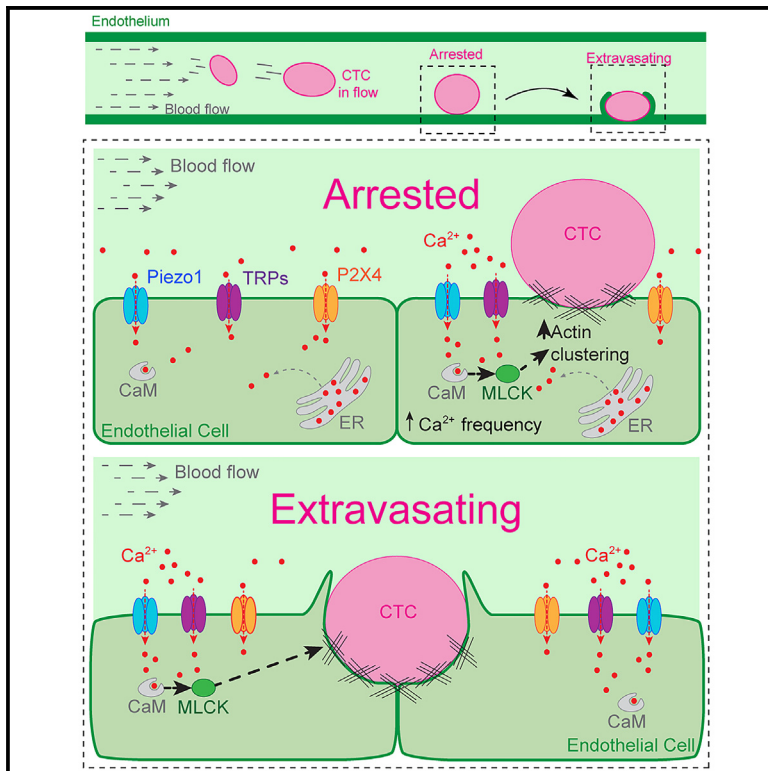 Endothelium
CTC
in flow
Blood flow
Arrested
Extravasating
Blood flow
Arrested
Piezo1
TRPs
P2X4
CaM
ER
Endothelial Cell
Ca²⁺
CTC
Actin
clustering
CaM
MLCK
ER
Ca²⁺ frequency
Blood flow
Extravasating
Ca²⁺
CTC
Ca²⁺
CaM
MLCK
CaM
Endothelial Cell